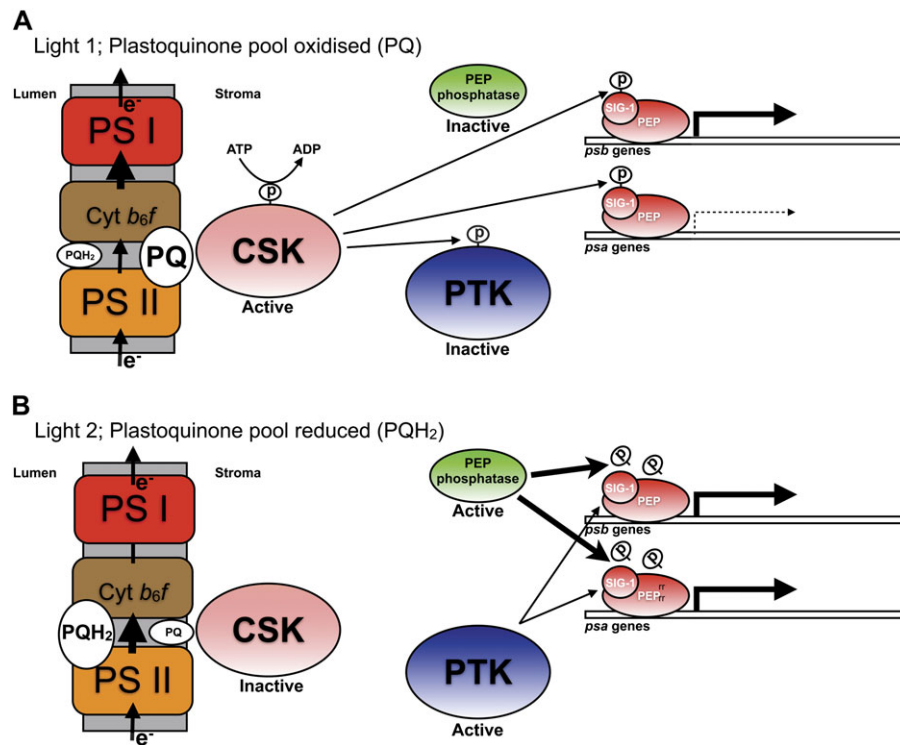 A
Light 1; Plastoquinone pool oxidised (PQ)
Lumen
Stroma
e-
PS I
Cyt b6f
PQH2
PQ
PS II
e-
ATP
ADP
p
CSK
Active
PEP
phosphatase
Inactive
p
PTK
Inactive
p
SIG-1
PEP
psb genes
p
SIG-1
PEP
psa genes
B
Light 2; Plastoquinone pool reduced (PQH2)
Lumen
Stroma
e-
PS I
Cyt b6f
PQH2
PQ
PS II
e-
CSK
Inactive
PEP
phosphatase
Active
PTK
Active
p
p
SIG-1
PEP
psb genes
p
p
SIG-1
PEP
psa genes